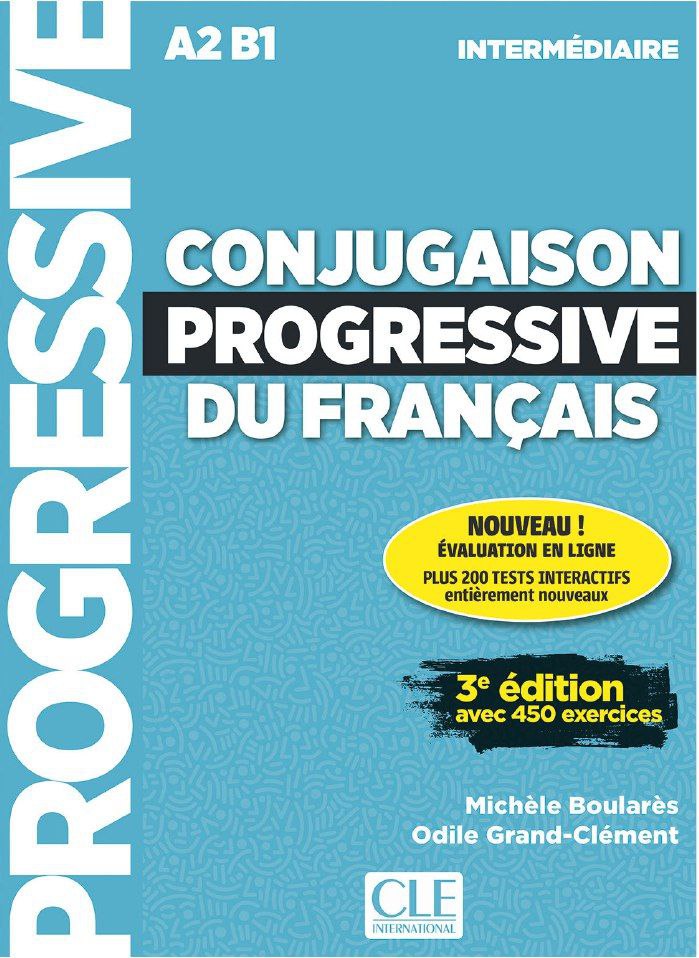 PROGRESSIVE
A2 B1
INTERMÉDIAIRE
CONJUGAISON
PROGRESSIVE
DU FRANÇAIS
NOUVEAU !
ÉVALUATION EN LIGNE
PLUS 200 TESTS INTERACTIFS
entièrement nouveaux
3e édition
avec 450 exercices
Michèle Boularès
Odile Grand-Clément
CLE
INTERNATIONAL